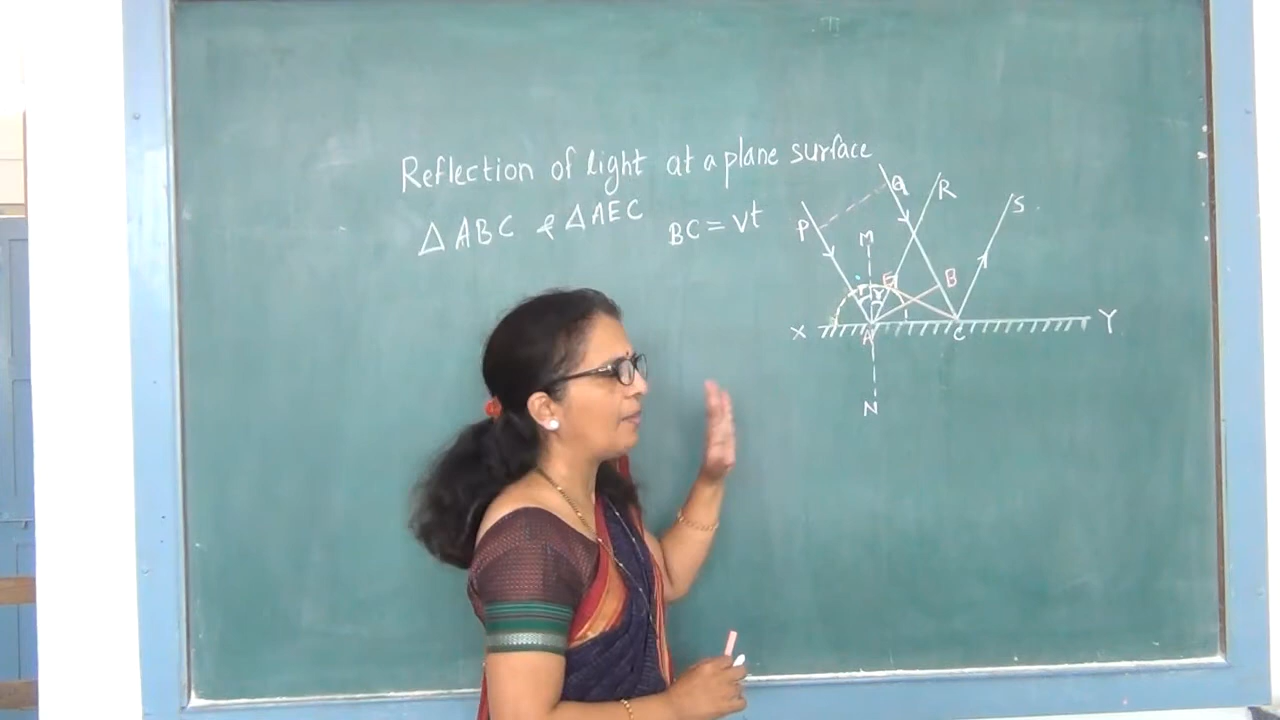 Reflection of light at a plane surface
△ ABC & △AEC BC = vt
P Q R S
M
E B
i r
X A C Y
N